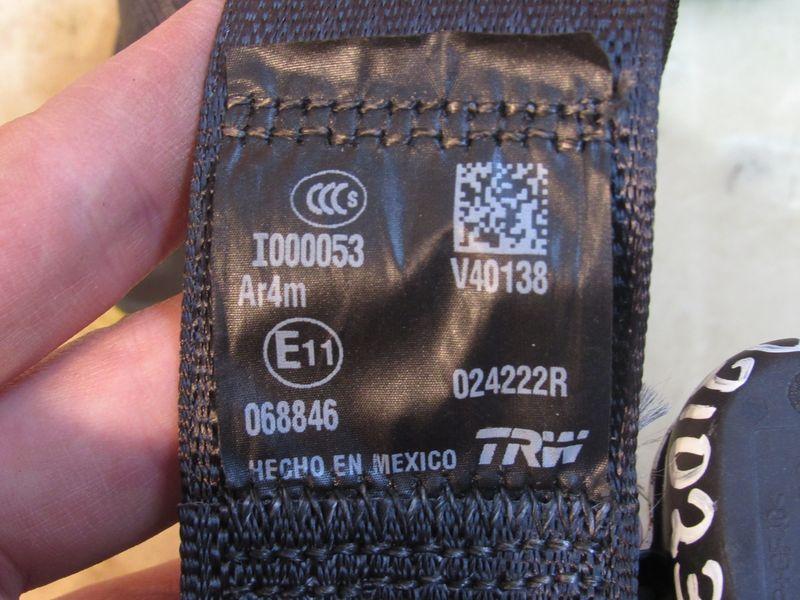 CCC S
I000053
Ar4m
E11
068846
V40138
024222R
HECHO EN MEXICO
TRW